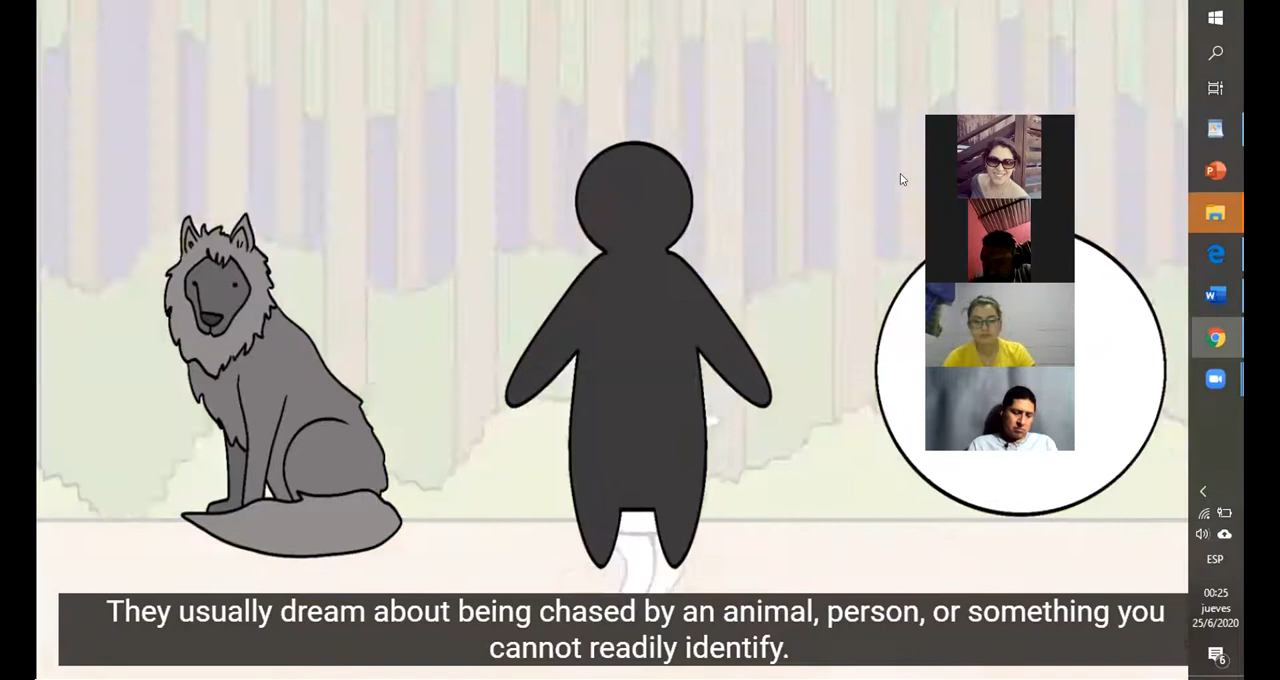 They usually dream about being chased by an animal, person, or something you
cannot readily identify.
ESP
00:25
jueves
25/6/2020
6